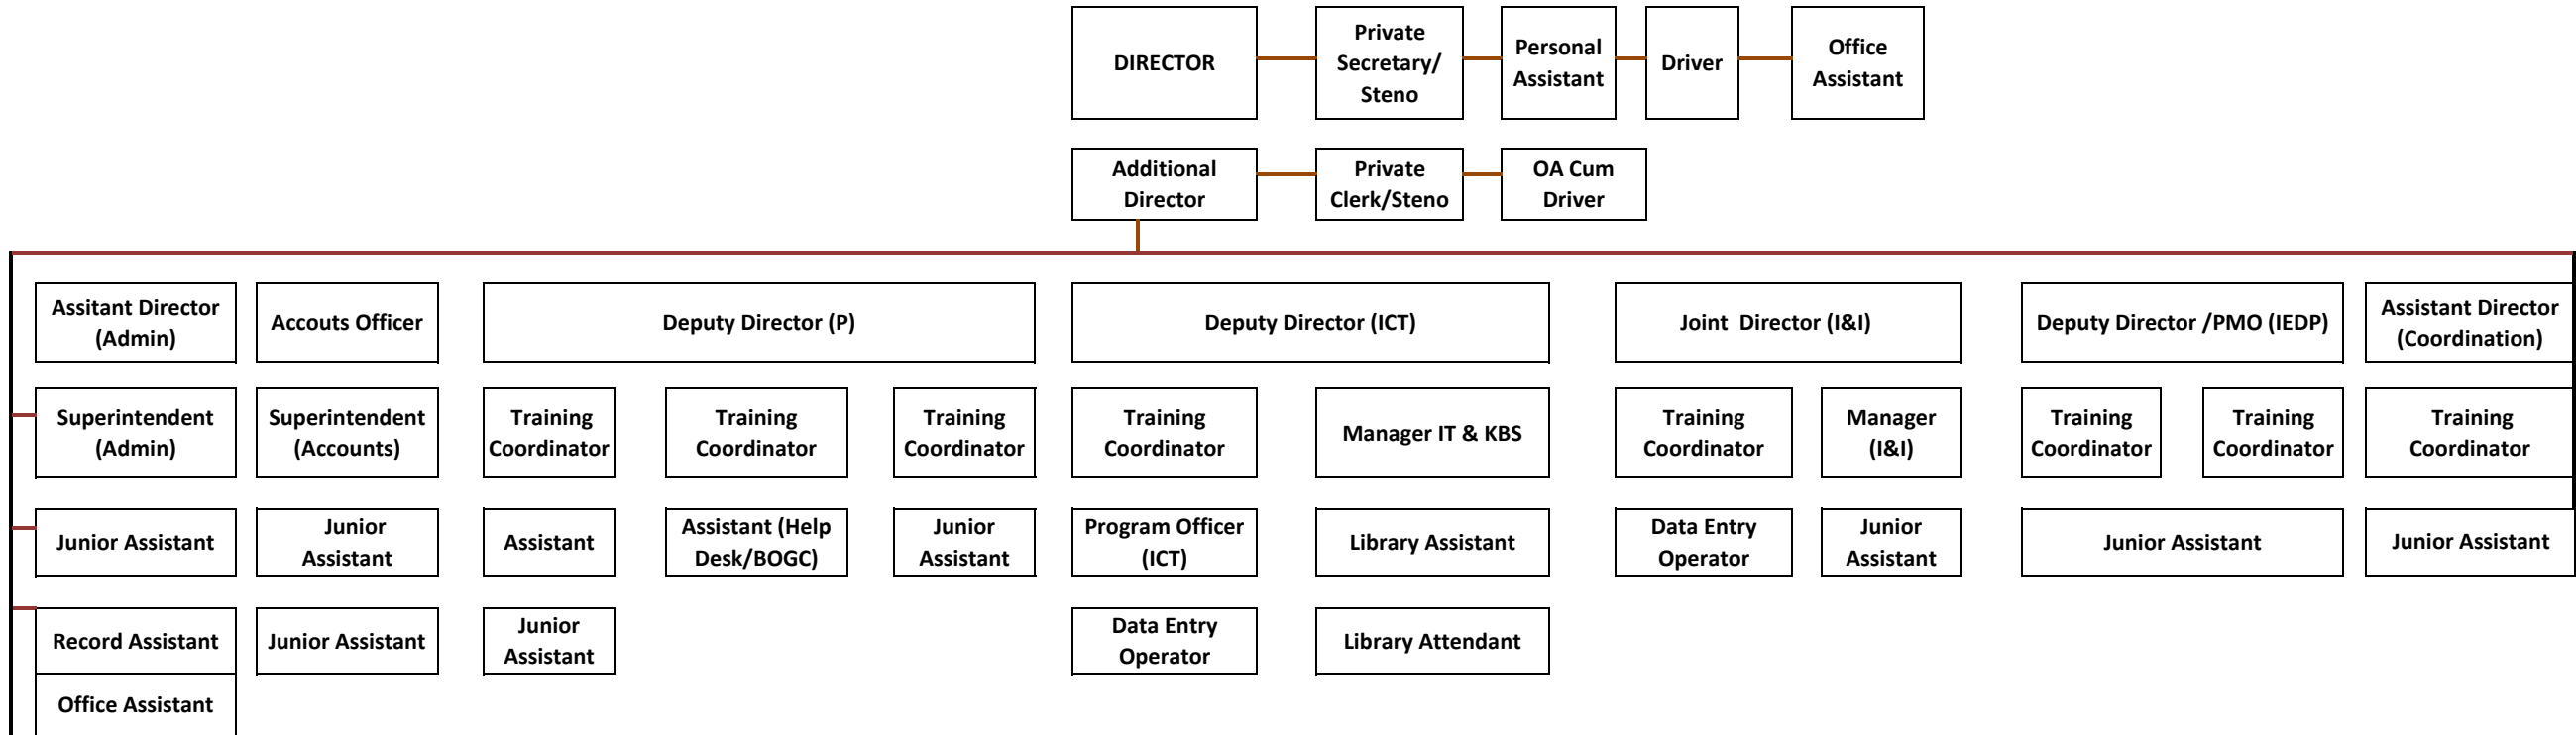 DIRECTOR
Private
Secretary/
Steno
Personal
Assistant
Driver
Office
Assistant
Additional
Director
Private
Clerk/Steno
OA Cum
Driver
Assitant Director
(Admin)
Accouts Officer
Deputy Director (P)
Deputy Director (ICT)
Joint Director (I&I)
Deputy Director /PMO (IEDP)
Assistant Director
(Coordination)
Superintendent
(Admin)
Superintendent
(Accounts)
Training
Coordinator
Training
Coordinator
Training
Coordinator
Training
Coordinator
Manager IT & KBS
Training
Coordinator
Manager
(I&I)
Training
Coordinator
Training
Coordinator
Training
Coordinator
Junior Assistant
Junior
Assistant
Assistant
Assistant (Help
Desk/BOGC)
Junior
Assistant
Program Officer
(ICT)
Library Assistant
Data Entry
Operator
Junior
Assistant
Junior Assistant
Junior Assistant
Record Assistant
Junior Assistant
Junior
Assistant
Data Entry
Operator
Library Attendant
Office Assistant